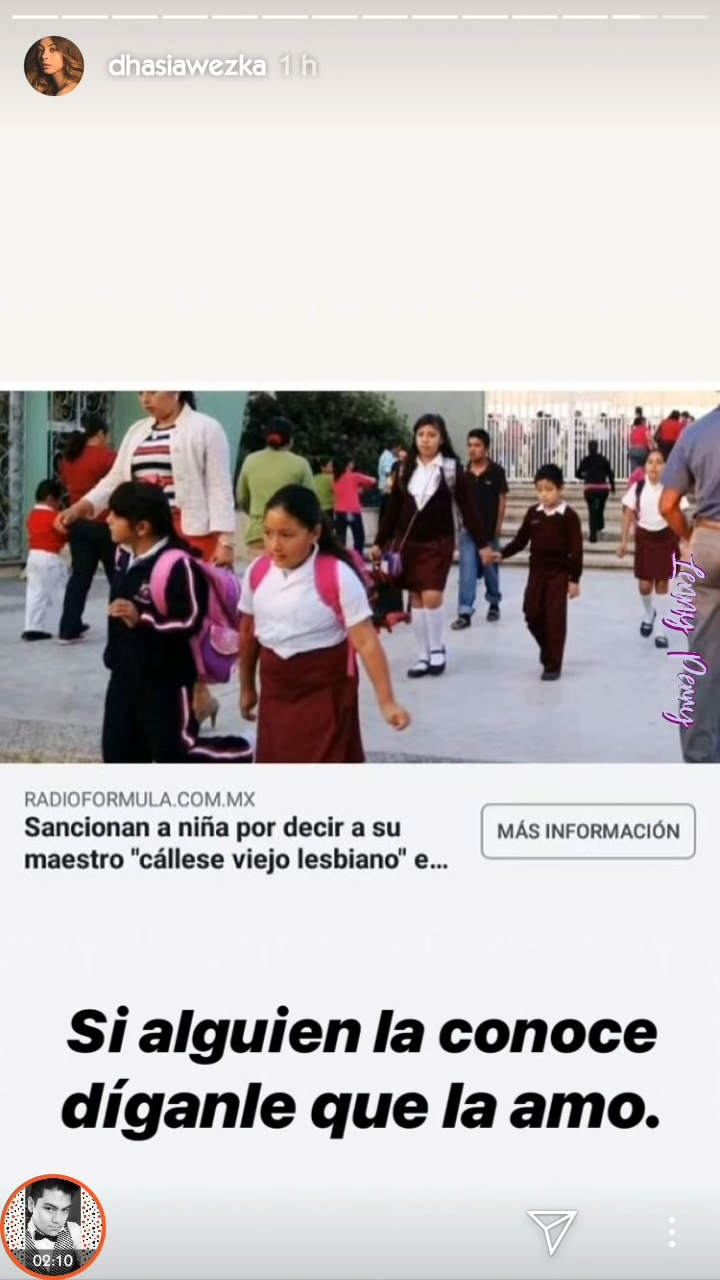 dhasiawezka 1 h
Lenny Penny
RADIOFORMULA.COM.MX
Sancionan a niña por decir a su
maestro "cállese viejo lesbiano" e...
MÁS INFORMACIÓN
Si alguien la conoce
díganle que la amo.
02:10